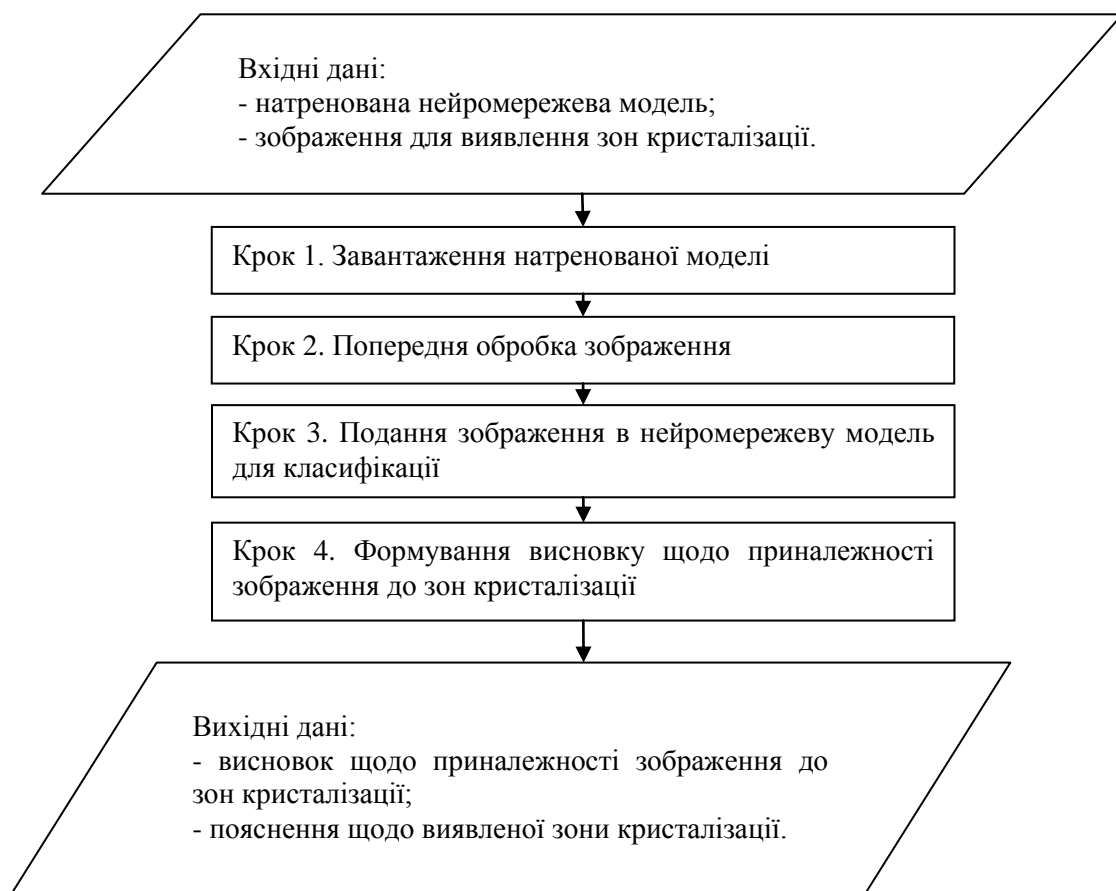 Вхідні дані:
- натренована нейромережева модель;
- зображення для виявлення зон кристалізації.
Крок 1. Завантаження натренованої моделі
Крок 2. Попередня обробка зображення
Крок 3. Подання зображення в нейромережеву модель
для класифікації
Крок 4. Формування висновку щодо приналежності
зображення до зон кристалізації
Вихідні дані:
- висновок щодо приналежності зображення до
зон кристалізації;
- пояснення щодо виявленої зони кристалізації.